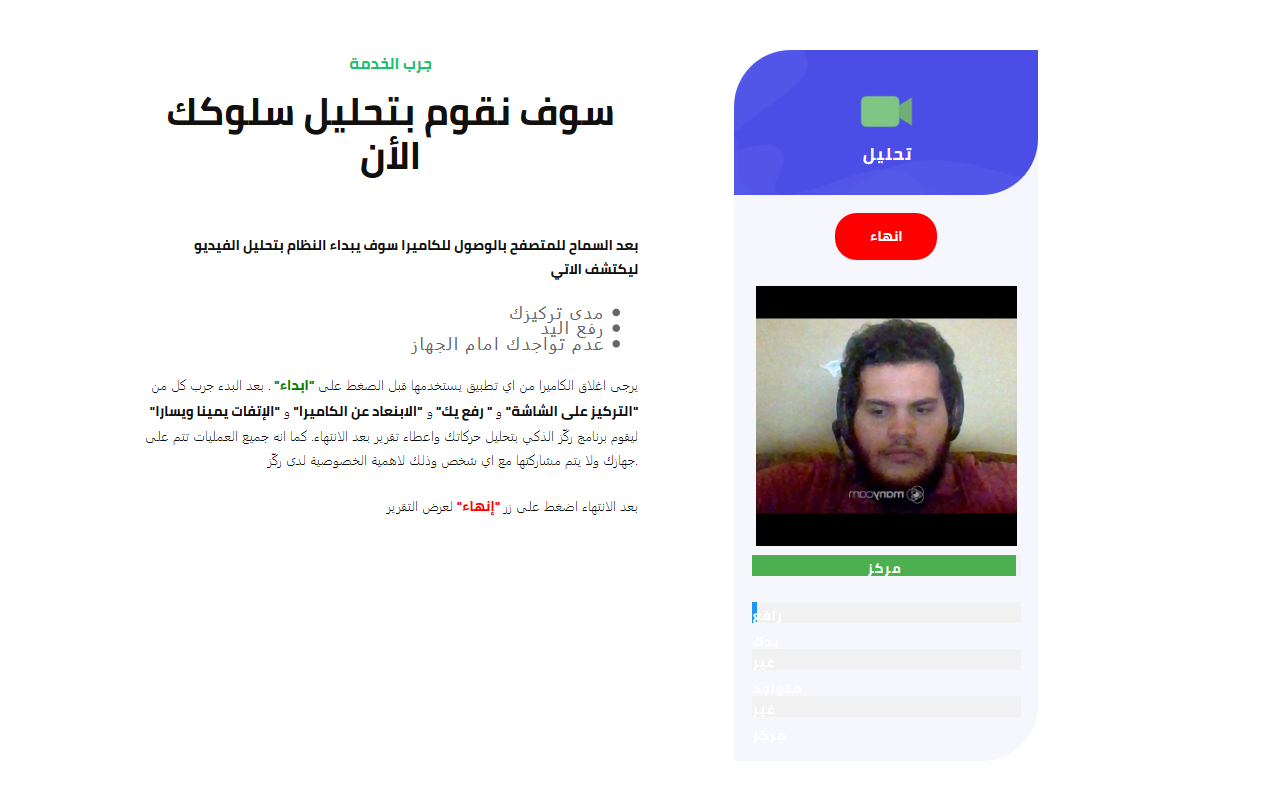 جرب الخدمة
سوف نقوم بتحليل سلوكك
الأن
بعد السماح للمتصفح بالوصول للكاميرا سوف يبداء النظام بتحليل الفيديو
ليكتشف الاتي
مدى تركيزك
رفع اليد
عدم تواجدك امام الجهاز
يرجى اغلاق الكاميرا من اي تطبيق يستخدمها قبل الصغط على "ابداء" . بعد البدء جرب كل من
"التركيز على الشاشة" و " رفع يك" و "الابنعاد عن الكاميرا" و "الإتفات يمينا ويسارا"
ليقوم برنامج ركّز الذكي بتحليل حركاتك واعطاء تقرير بعد الانتهاء. كما انه جميع العمليات تتم على
جهازك ولا يتم مشاركتها مع اي شخص وذلك لاهمية الخصوصية لدى ركّز.
بعد الانتهاء اضغط على زر "إنهاء" لعرض التقرير
تحليل
انهاء
manycam
مركز
رافع
يدك
غير
متواجد
غير
مركز